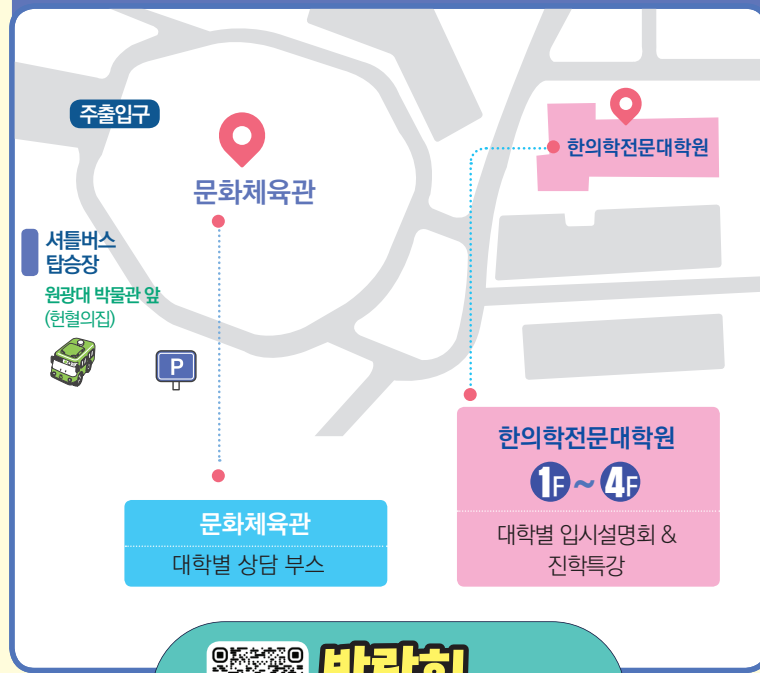 주출입구
문화체육관
한의학전문대학원
셔틀버스
탑승장
원광대 박물관 앞
(헌혈의집)
P
한의학전문대학원
1F ~ 4F
대학별 입시설명회 &
진학특강
문화체육관
대학별 상담 부스